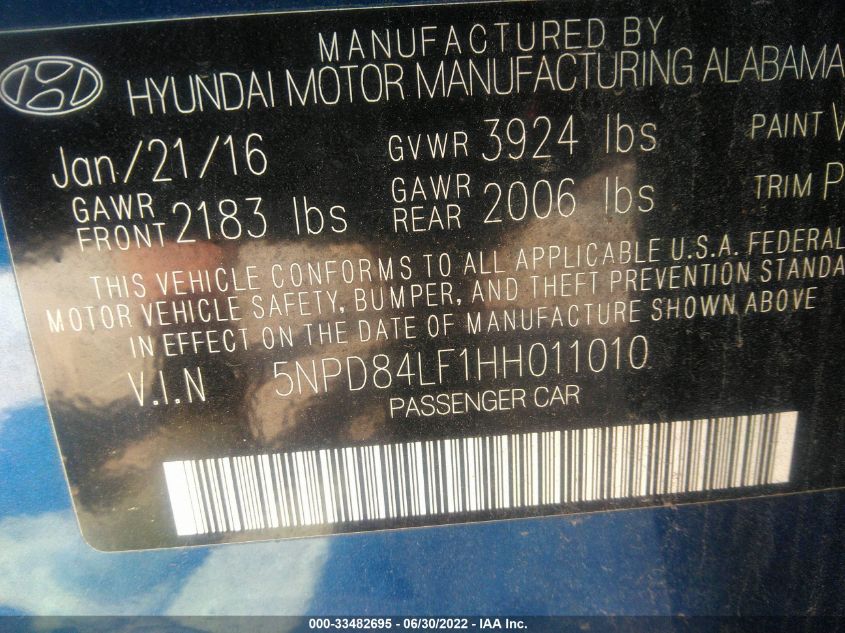 MANUFACTURED BY
HYUNDAI MOTOR MANUFACTURING ALABAMA
Jan/21/16 GVWR 3924 lbs PAINT
GAWR FRONT 2183 lbs GAWR REAR 2006 lbs TRIM P
THIS VEHICLE CONFORMS TO ALL APPLICABLE U.S.A. FEDERAL
MOTOR VEHICLE SAFETY, BUMPER, AND THEFT PREVENTION STANDA
IN EFFECT ON THE DATE OF MANUFACTURE SHOWN ABOVE
V.I.N 5NPD84LF1HH011010
PASSENGER CAR
000-33482695 - 06/30/2022 - IAA Inc.